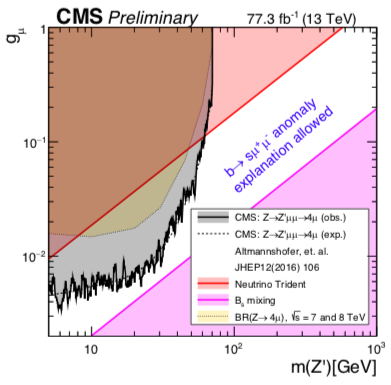 CMS Preliminary 77.3 fb⁻¹ (13 TeV)
g_μ
1
10⁻¹
10⁻²
b→ sμ⁺μ⁻ anomaly
explanation allowed
CMS: Z→Z'μμ→4μ (obs.)
CMS: Z→Z'μμ→4μ (exp.)
Altmannshofer, et. al.
JHEP12(2016) 106
Neutrino Trident
B_s mixing
BR(Z→ 4μ), √s = 7 and 8 TeV
10 10² 10³
m(Z')[GeV]